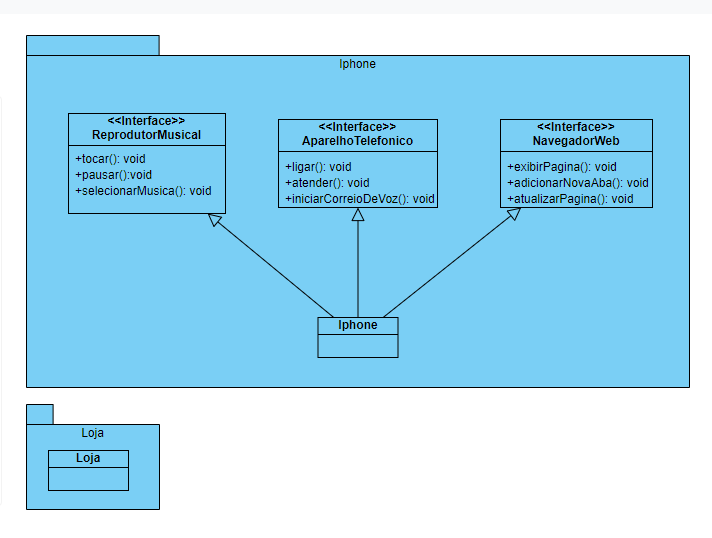 Iphone
<<Interface>>
ReprodutorMusical
+tocar(): void
+pausar():void
+selecionarMusica(): void
<<Interface>>
AparelhoTelefonico
+ligar(): void
+atender(): void
+iniciarCorreioDeVoz(): void
<<Interface>>
NavegadorWeb
+exibirPagina(): void
+adicionarNovaAba(): void
+atualizarPagina(): void
Iphone
Loja
Loja